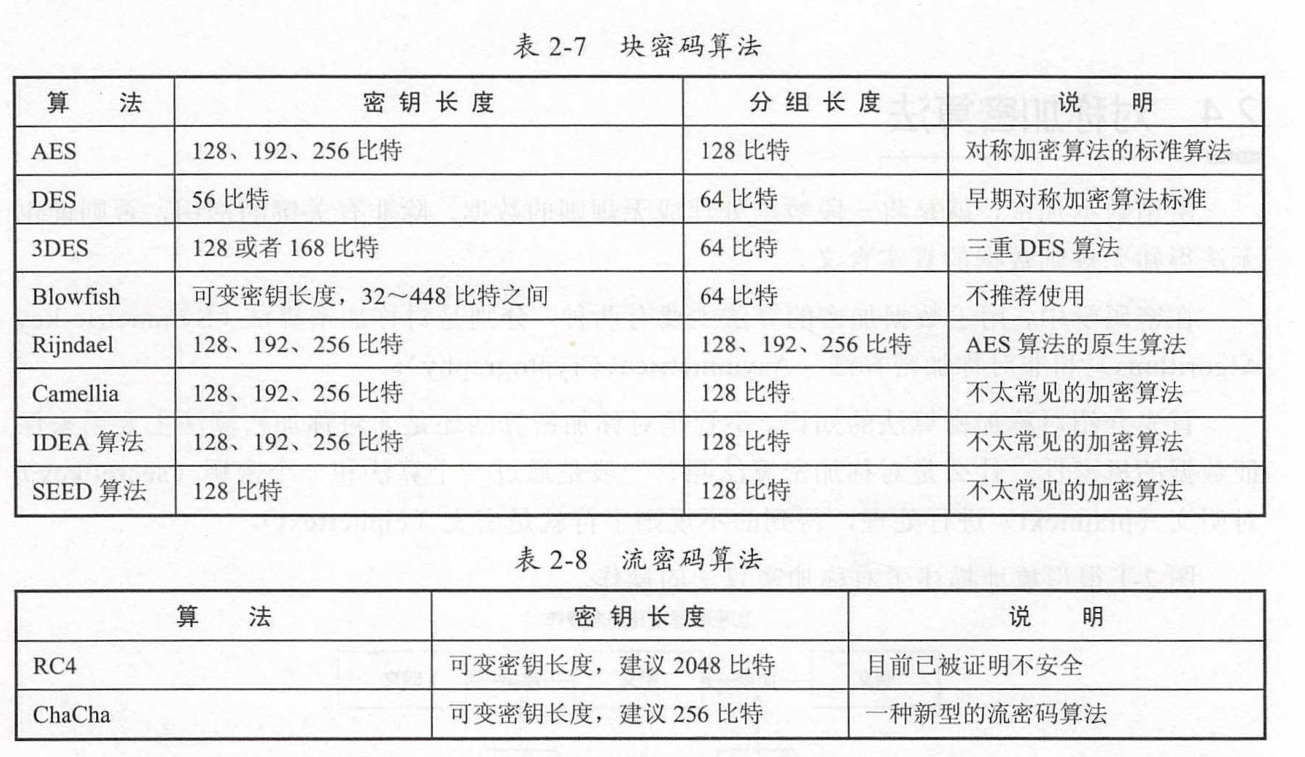 表 2-7 块密码算法
算 法 密 钥 长 度 分 组 长 度 说 明
AES 128、192、256 比特 128 比特 对称加密算法的标准算法
DES 56 比特 64 比特 早期对称加密算法标准
3DES 128 或者 168 比特 64 比特 三重 DES 算法
Blowfish 可变密钥长度，32～448 比特之间 64 比特 不推荐使用
Rijndael 128、192、256 比特 128、192、256 比特 AES 算法的原生算法
Camellia 128、192、256 比特 128 比特 不太常见的加密算法
IDEA 算法 128、192、256 比特 128 比特 不太常见的加密算法
SEED 算法 128 比特 128 比特 不太常见的加密算法
表 2-8 流密码算法
算 法 密 钥 长 度 说 明
RC4 可变密钥长度，建议 2048 比特 目前已被证明不安全
ChaCha 可变密钥长度，建议 256 比特 一种新型的流密码算法